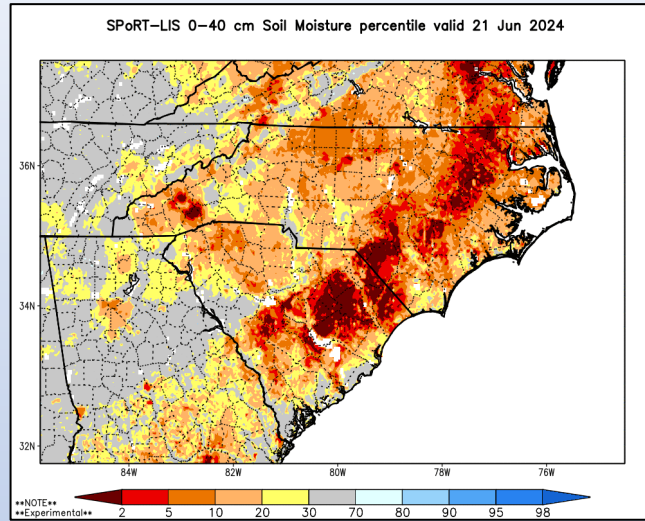 SPoRT-LIS 0-40 cm Soil Moisture percentile valid 21 Jun 2024
36N
34N
32N
84W 82W 80W 78W 76W
**NOTE**
**Experimental**
2 5 10 20 30 70 80 90 95 98